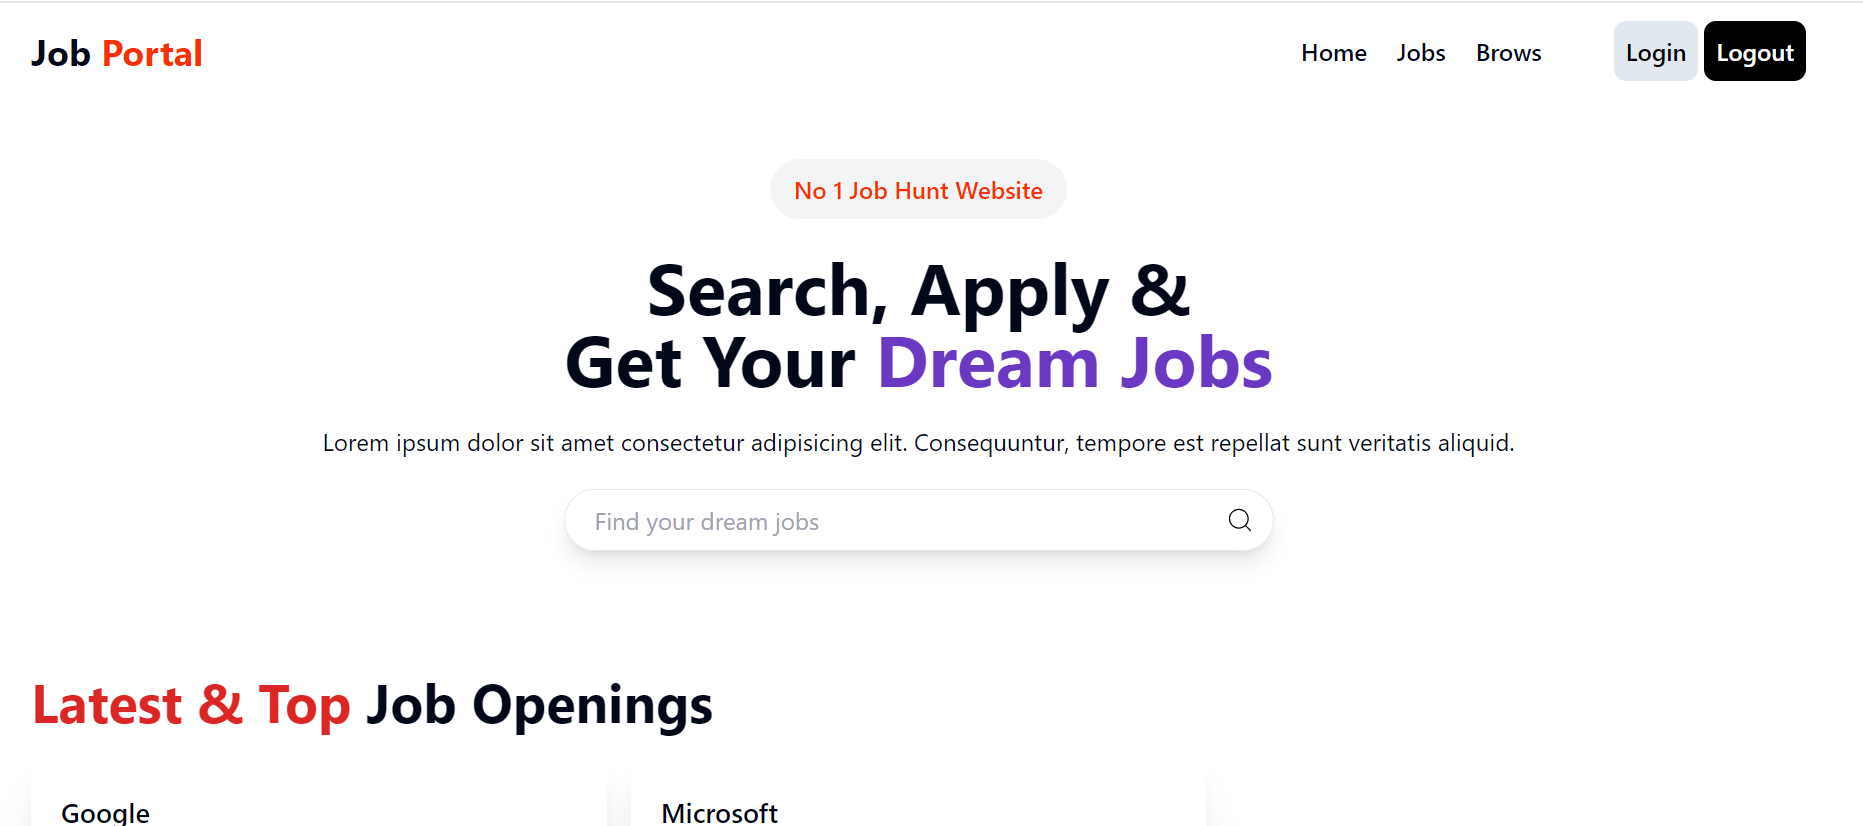 Job Portal
Home Jobs Brows Login Logout
No 1 Job Hunt Website
Search, Apply &
Get Your Dream Jobs
Lorem ipsum dolor sit amet consectetur adipisicing elit. Consequuntur, tempore est repellat sunt veritatis aliquid.
Find your dream jobs
Latest & Top Job Openings
Google
Microsoft